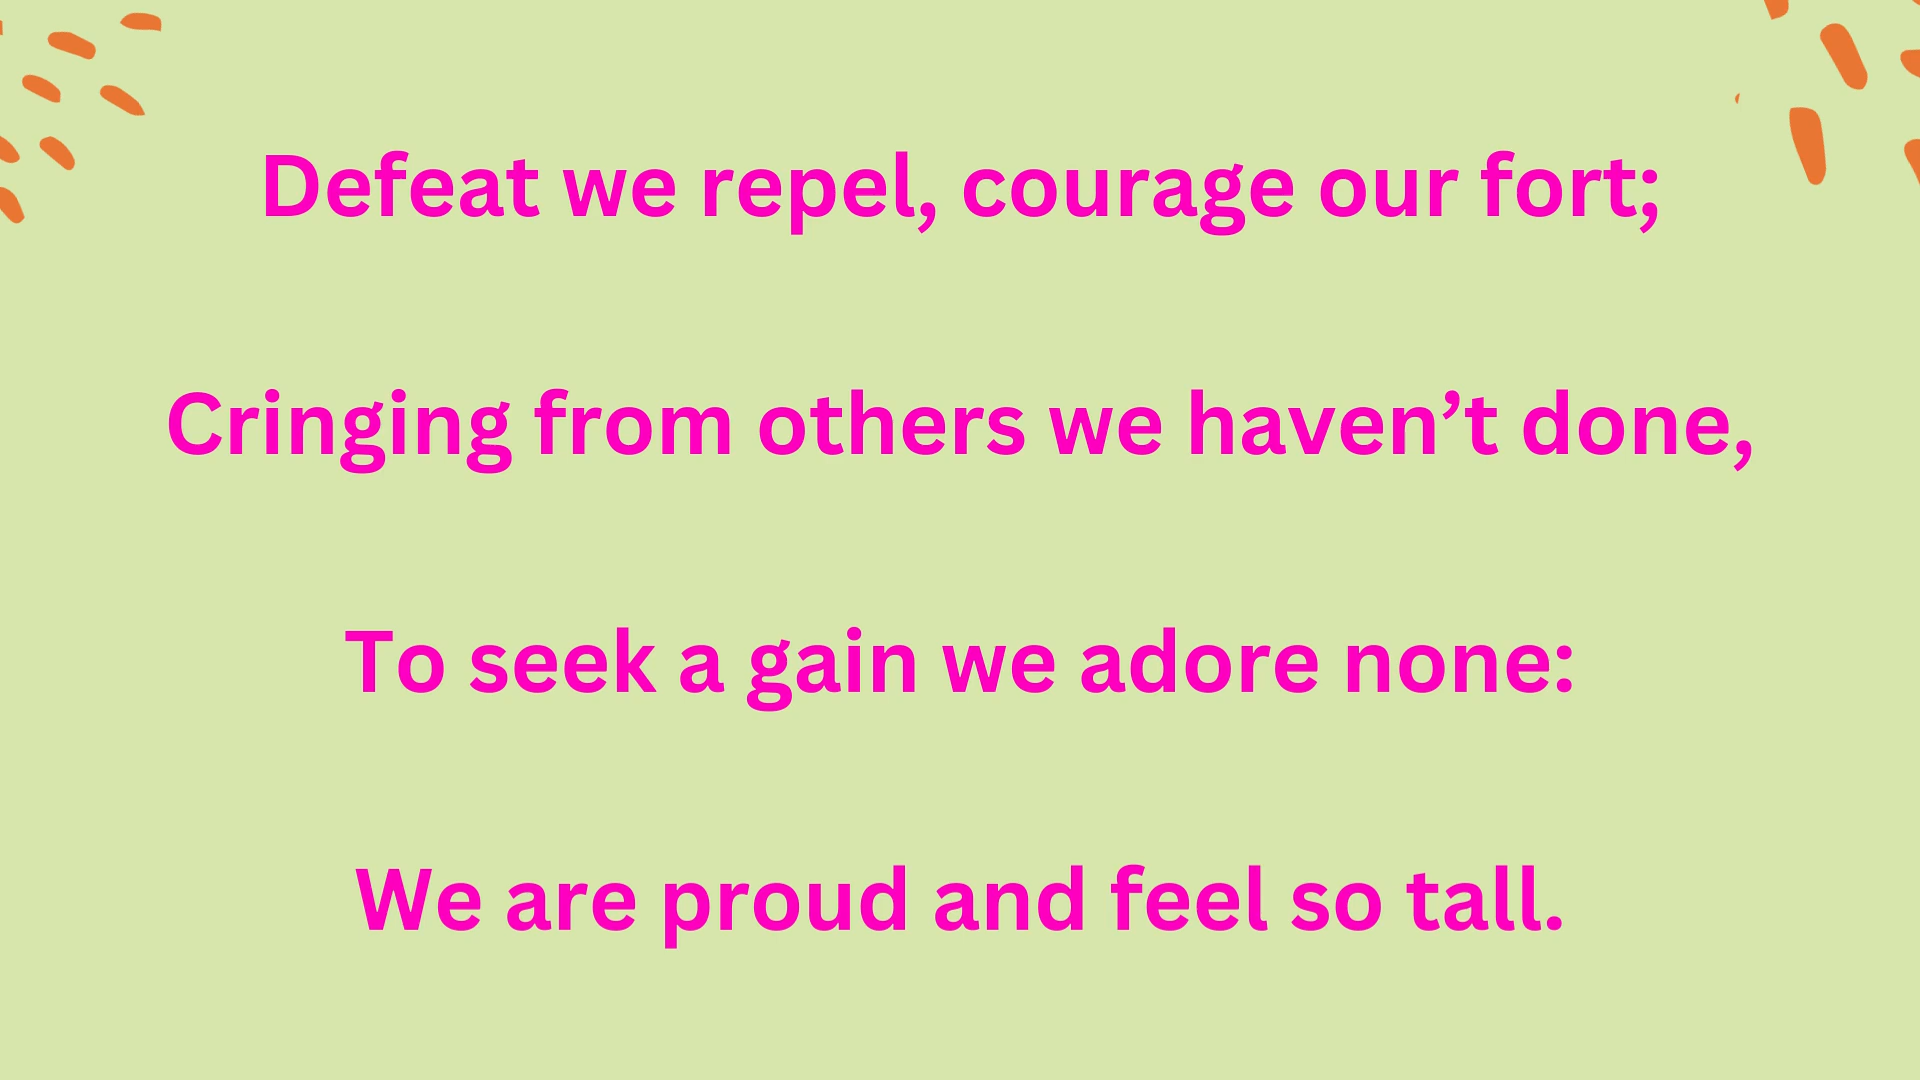 Defeat we repel, courage our fort;
Cringing from others we haven’t done,
To seek a gain we adore none:
We are proud and feel so tall.